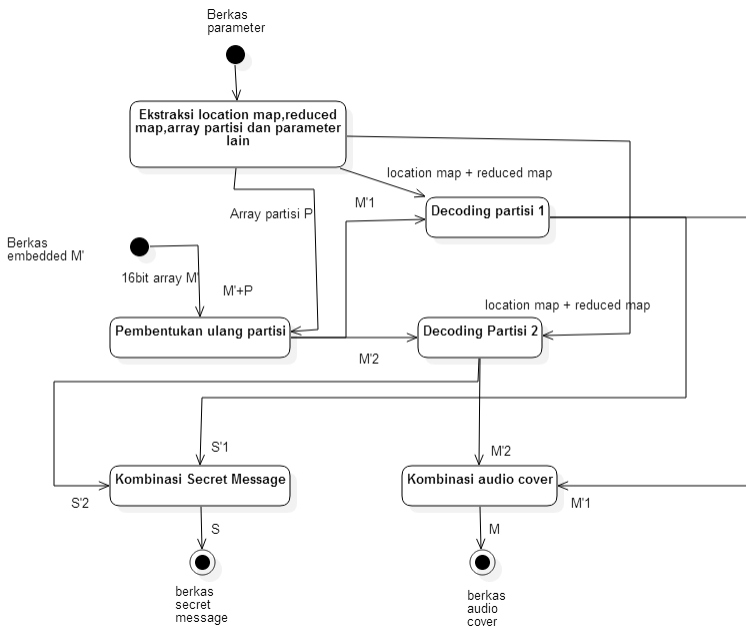 Berkas
parameter
Ekstraksi location map,reduced
map,array partisi dan parameter
lain
location map + reduced map
M'1
Decoding partisi 1
Array partisi P
Berkas
embedded M'
16bit array M'
M'+P
location map + reduced map
Pembentukan ulang partisi
Decoding Partisi 2
M'2
S'1
M'2
Kombinasi Secret Message
Kombinasi audio cover
S'2
M'1
S
M
berkas
secret
message
berkas
audio
cover